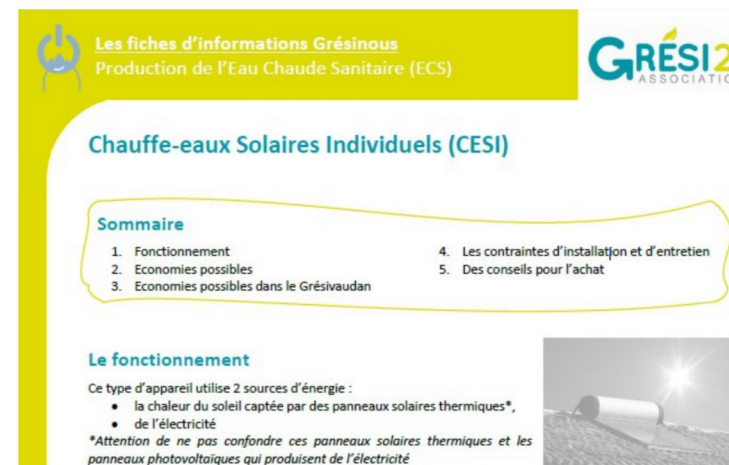 Les fiches d'informations Grésinous
Production de l'Eau Chaude Sanitaire (ECS)
GRÉSI2
ASSOCIATIO
Chauffe-eaux Solaires Individuels (CESI)
Sommaire
1. Fonctionnement
2. Economies possibles
3. Economies possibles dans le Grésivaudan
4. Les contraintes d'installation et d'entretien
5. Des conseils pour l'achat
Le fonctionnement
Ce type d'appareil utilise 2 sources d'énergie :
• la chaleur du soleil captée par des panneaux solaires thermiques*,
• de l'électricité
*Attention de ne pas confondre ces panneaux solaires thermiques et les
panneaux photovoltaïques qui produisent de l'électricité